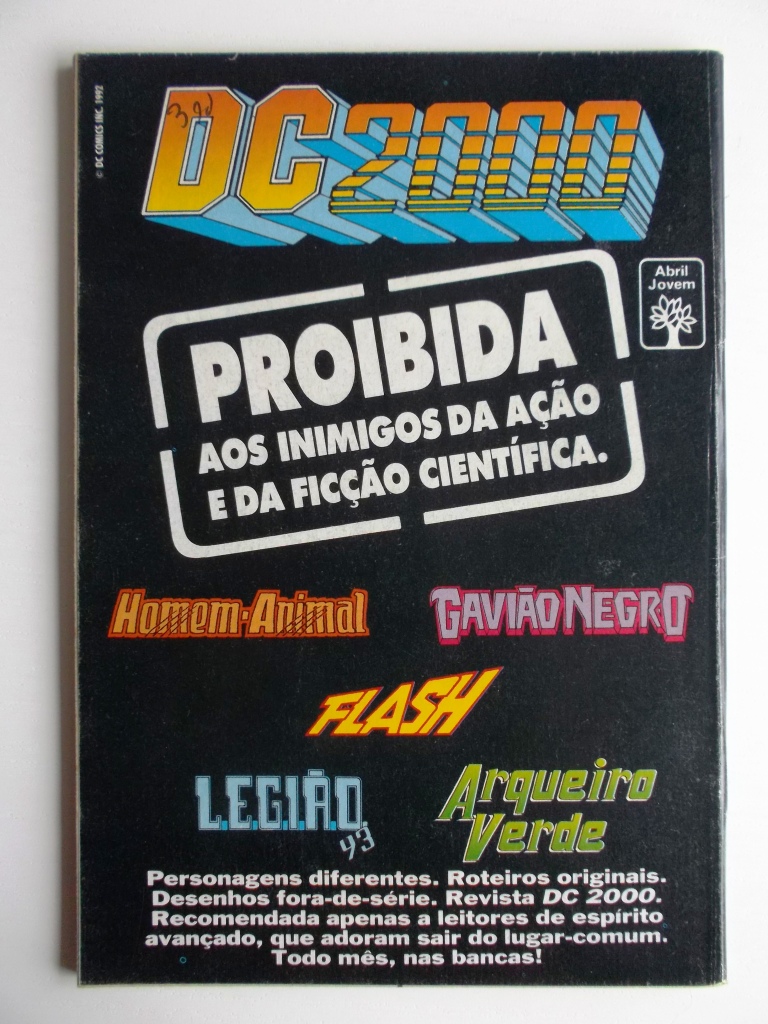 © DC COMICS INC. 1992
DC 2000
Abril
Jovem
PROIBIDA
AOS INIMIGOS DA AÇÃO
E DA FICÇÃO CIENTÍFICA.
Homem-Animal
GAVIÃO NEGRO
FLASH
L.E.G.I.Ã.O.
93
Arqueiro
Verde
Personagens diferentes. Roteiros originais.
Desenhos fora-de-série. Revista DC 2000.
Recomendada apenas a leitores de espírito
avançado, que adoram sair do lugar-comum.
Todo mês, nas bancas!